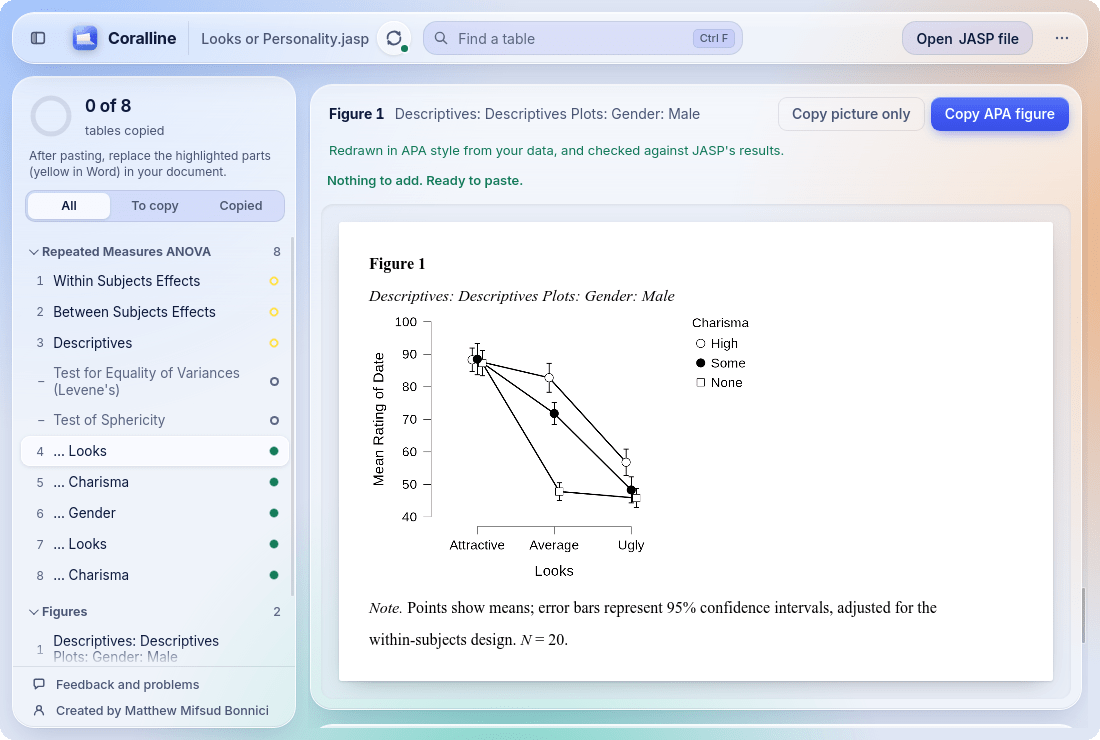 Coralline
Looks or Personality.jasp
Find a table
Ctrl F
Open JASP file
0 of 8
tables copied
After pasting, replace the highlighted parts
(yellow in Word) in your document.
All
To copy
Copied
Repeated Measures ANOVA 8
1 Within Subjects Effects
2 Between Subjects Effects
3 Descriptives
– Test for Equality of Variances
(Levene's)
– Test of Sphericity
4 ... Looks
5 ... Charisma
6 ... Gender
7 ... Looks
8 ... Charisma
Figures 2
1 Descriptives: Descriptives
Plots: Gender: Male
Feedback and problems
Created by Matthew Mifsud Bonnici
Figure 1 Descriptives: Descriptives Plots: Gender: Male
Copy picture only
Copy APA figure
Redrawn in APA style from your data, and checked against JASP's results.
Nothing to add. Ready to paste.
Figure 1
Descriptives: Descriptives Plots: Gender: Male
Mean Rating of Date
100
90
80
70
60
50
40
Attractive
Average
Ugly
Looks
Charisma
High
Some
None
Note. Points show means; error bars represent 95% confidence intervals, adjusted for the
within-subjects design. N = 20.